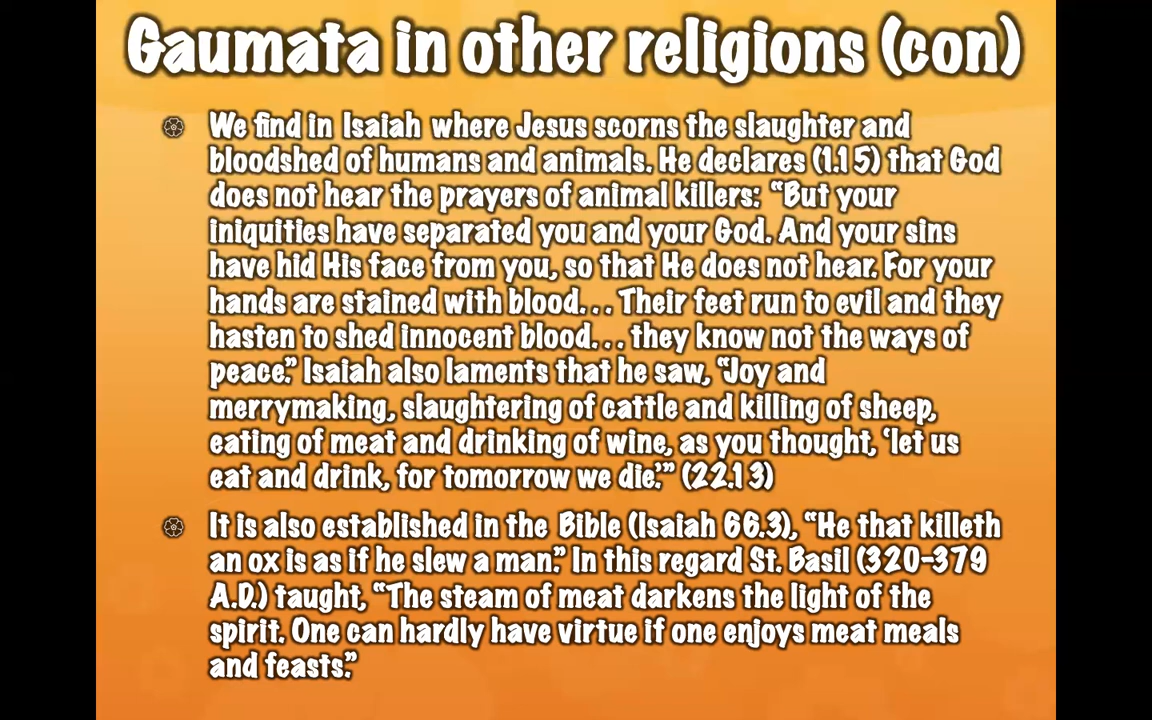 Gaumata in other religions (con)
We find in Isaiah where Jesus scorns the slaughter and
bloodshed of humans and animals. He declares (1.15) that God
does not hear the prayers of animal killers: “But your
iniquities have separated you and your God. And your sins
have hid His face from you, so that He does not hear. For your
hands are stained with blood. . . Their feet run to evil and they
hasten to shed innocent blood. . . they know not the ways of
peace.” Isaiah also laments that he saw, “Joy and
merrymaking, slaughtering of cattle and killing of sheep,
eating of meat and drinking of wine, as you thought, ‘let us
eat and drink, for tomorrow we die.’” (22.13)
It is also established in the Bible (Isaiah 66.3), “He that killeth
an ox is as if he slew a man.” In this regard St. Basil (320-379
A.D.) taught, “The steam of meat darkens the light of the
spirit. One can hardly have virtue if one enjoys meat meals
and feasts.”